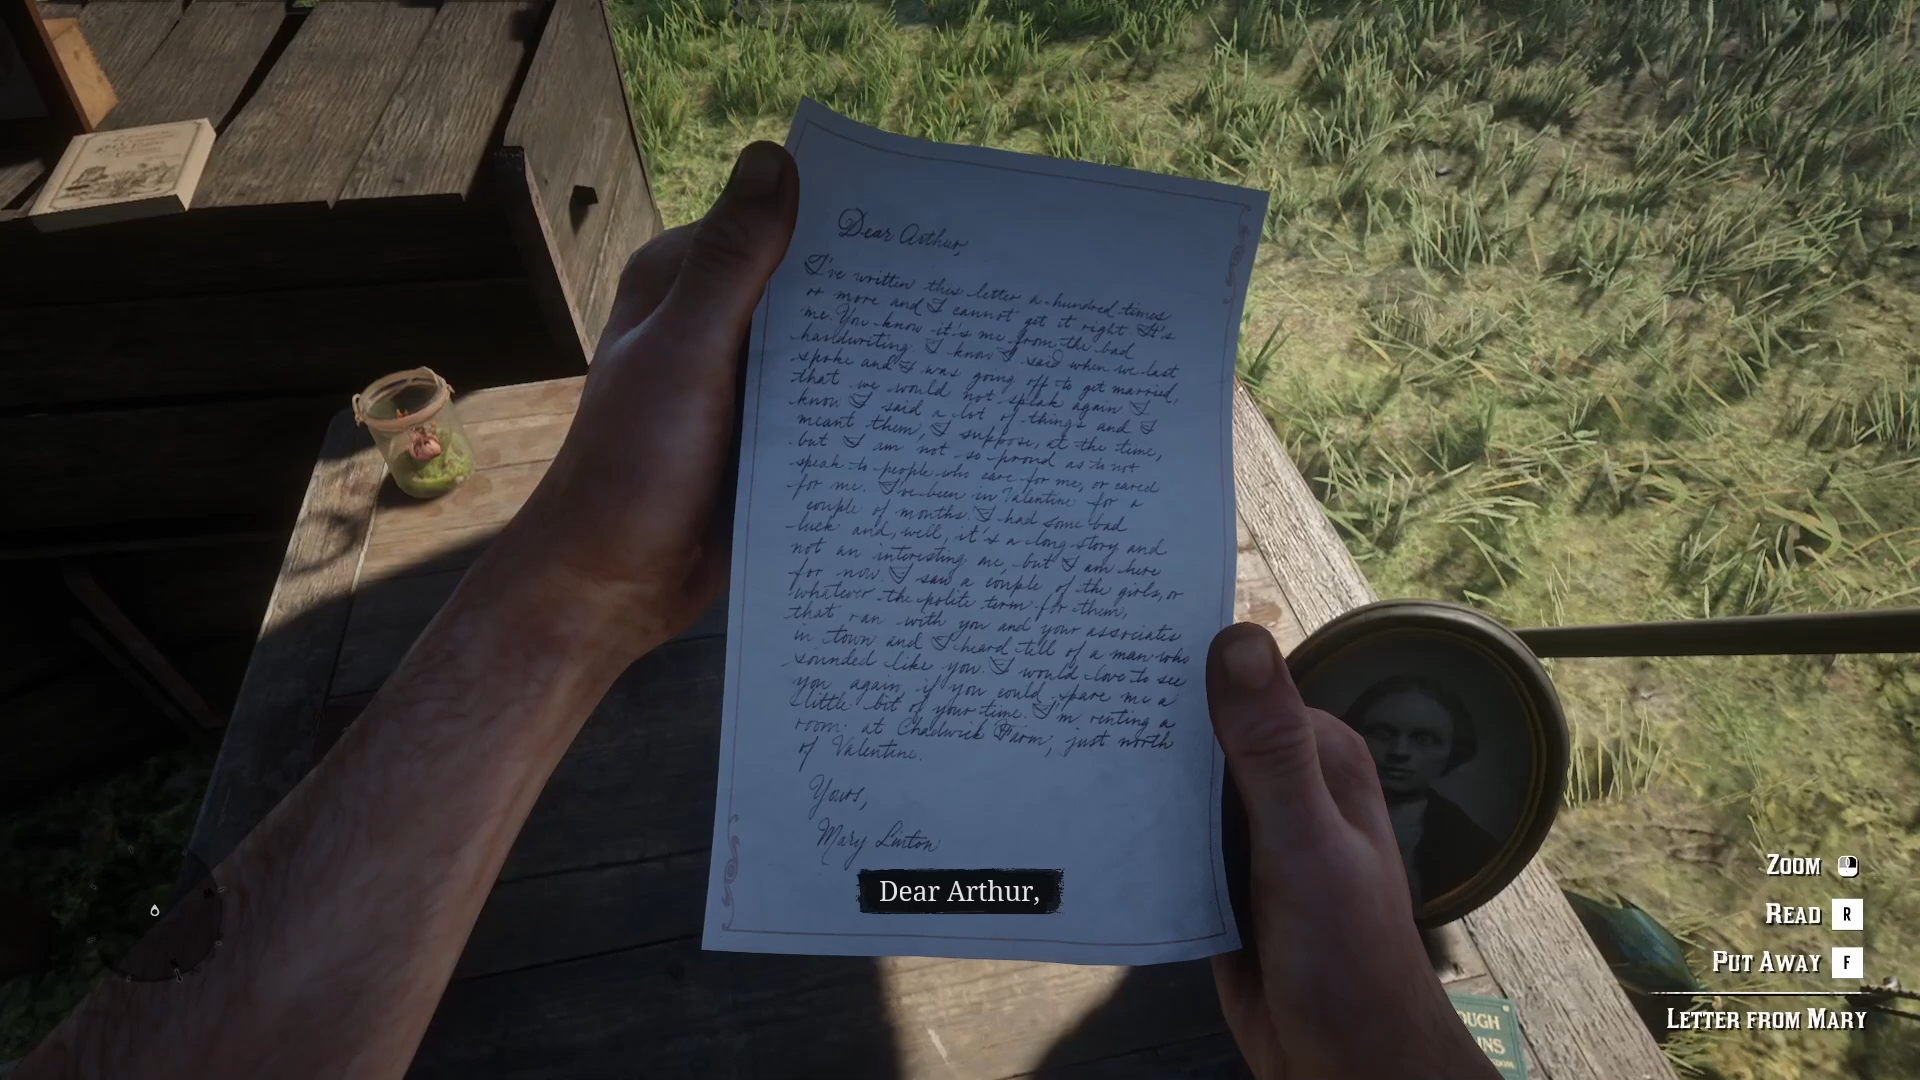 Dear Arthur,
I've written this letter a hundred times
or more and I cannot get it right. It's
me. You know it's me from the bad
handwriting. I know I said when we last
spoke and I was going off to get married,
that we would not speak again. I
know I said a lot of things and I
meant them, I suppose, at the time,
but I am not so proud as to not
speak to people who care for me, or cared
for me. I've been in Valentine for a
couple of months. I had some bad
luck and, well, it's a long story and
not an interesting one, but I am here
for now. I saw a couple of the girls, or
whatever the polite term for them,
that ran with you and your associates
in town and I heard tell of a man who
sounded like you. I would love to see
you again, if you could spare me a
little bit of your time. I'm renting a
room at Chadwick Farm, just north
of Valentine.
Yours,
Mary Linton
Dear Arthur,
ZOOM
READ R
PUT AWAY F
LETTER FROM MARY